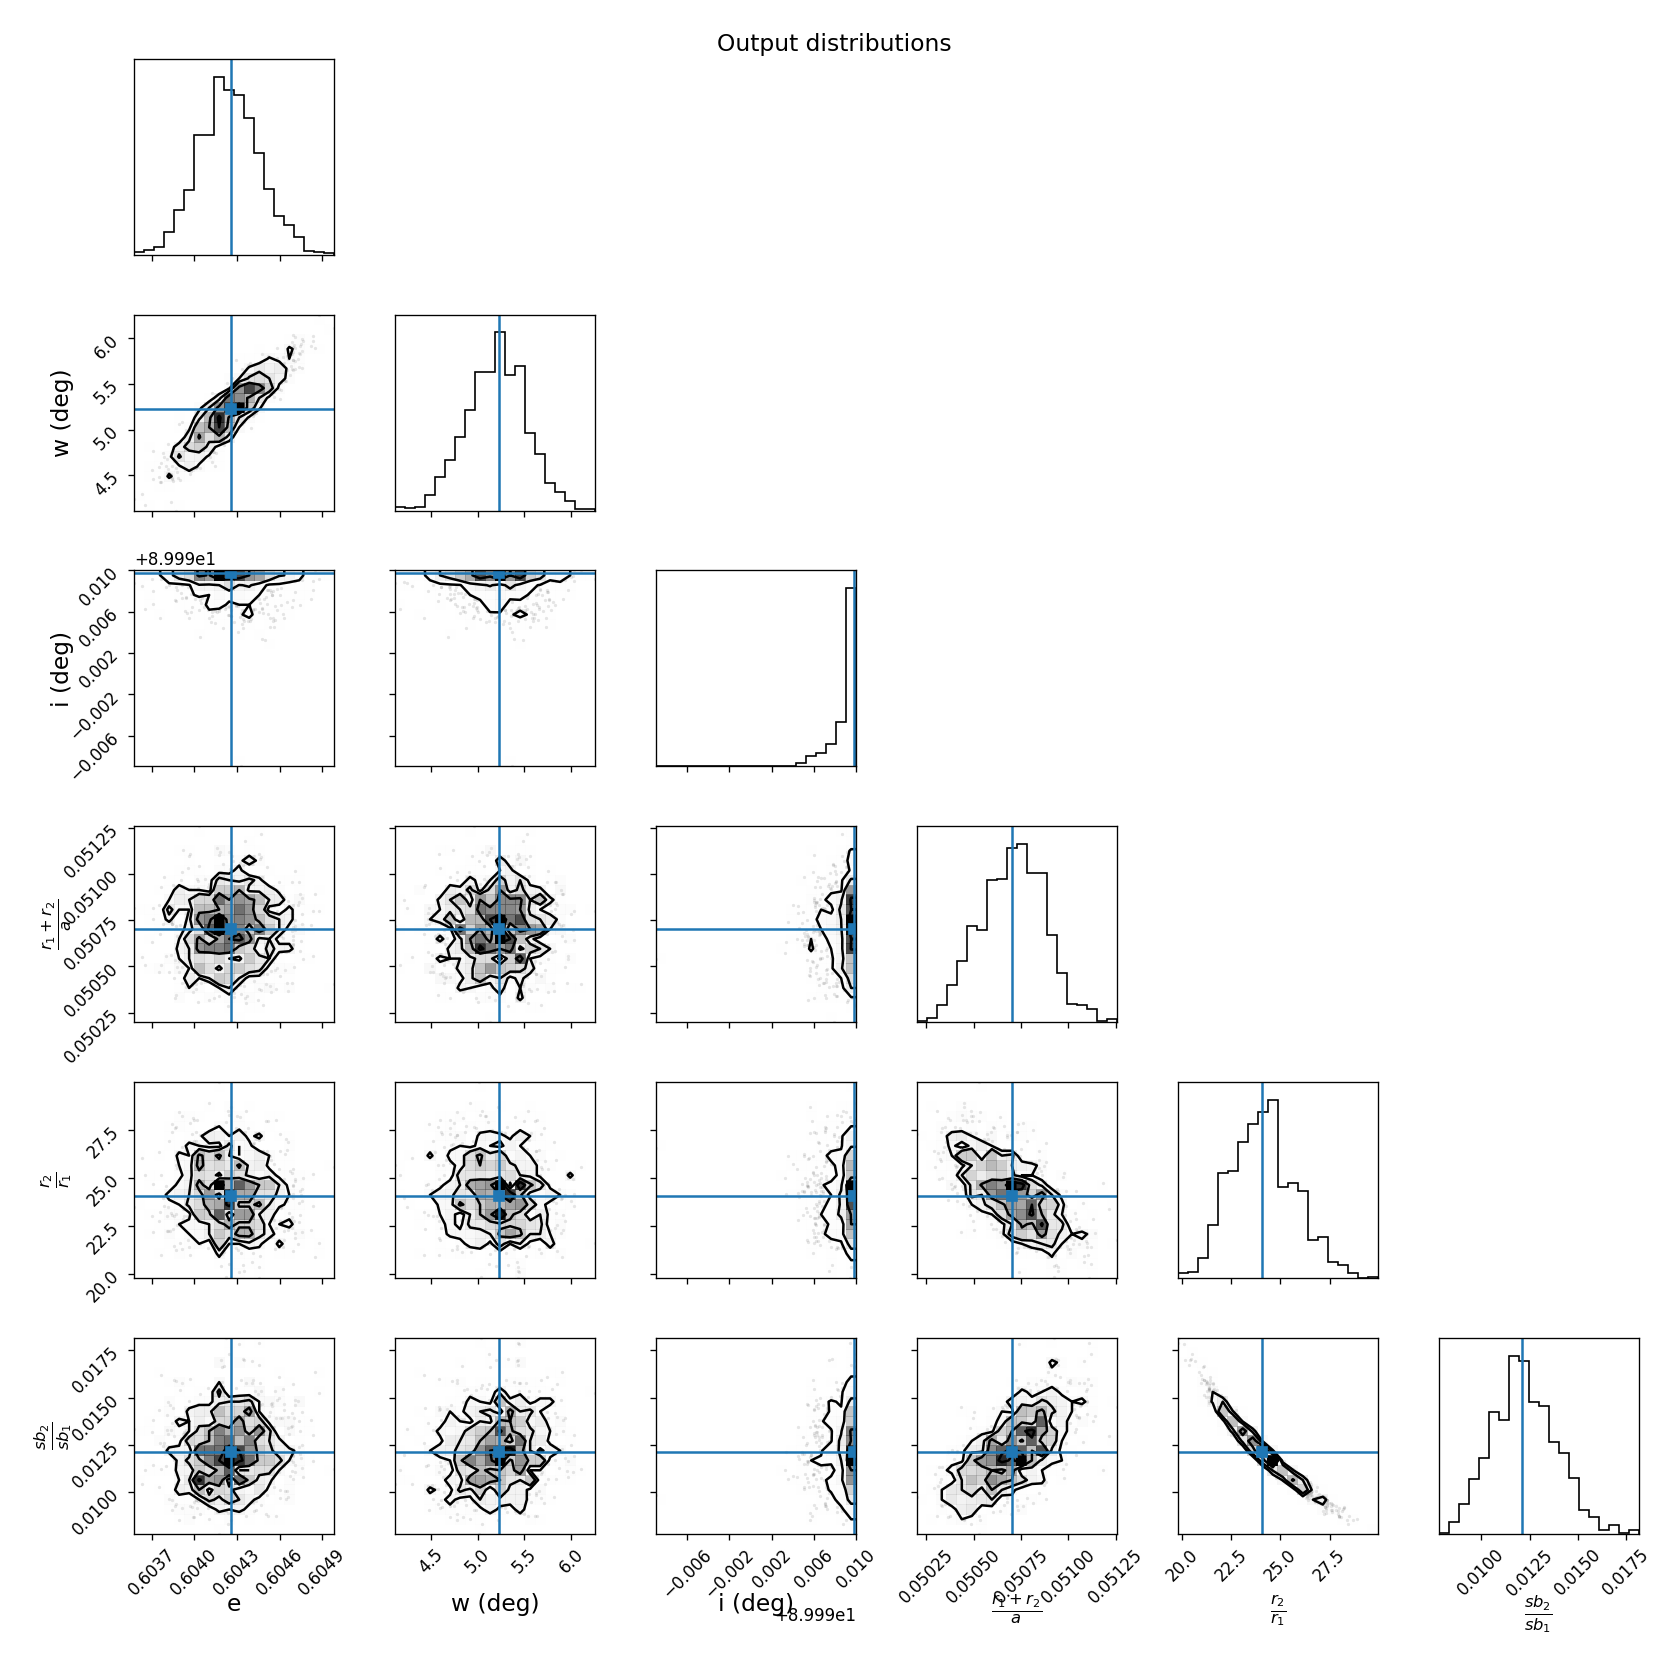 Output distributions
w (deg)
6.0
5.5
5.0
4.5
+8.999e1
i (deg)
0.010
0.006
0.002
−0.002
−0.006
r₁ + r₂
a
0.05125
0.05100
0.05075
0.05050
0.05025
r₂
r₁
27.5
25.0
22.5
20.0
sb₂
sb₁
0.0175
0.0150
0.0125
0.0100
0.6037 0.6040 0.6043 0.6046 0.6049 4.5 5.0 5.5 6.0 −0.006 −0.002 0.002 0.006 0.010 0.05025 0.05050 0.05075 0.05100 0.05125 20.0 22.5 25.0 27.5 0.0100 0.0125 0.0150 0.0175
e w (deg) i (deg) r₁ + r₂ r₂ sb₂
+8.999e1 a r₁ sb₁